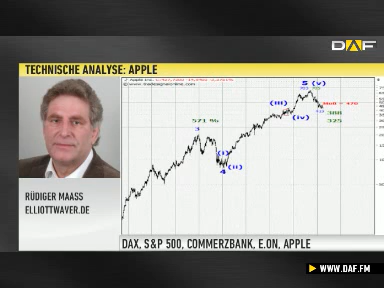 DAF
TECHNISCHE ANALYSE: APPLE
5 (v)
(iii)
(iv)
388
325
571 %
3
(i)
(ii)
4
RÜDIGER MAASS
ELLIOTTWAVER.DE
DAX, S&P 500, COMMERZBANK, E.ON, APPLE
WWW.DAF.FM